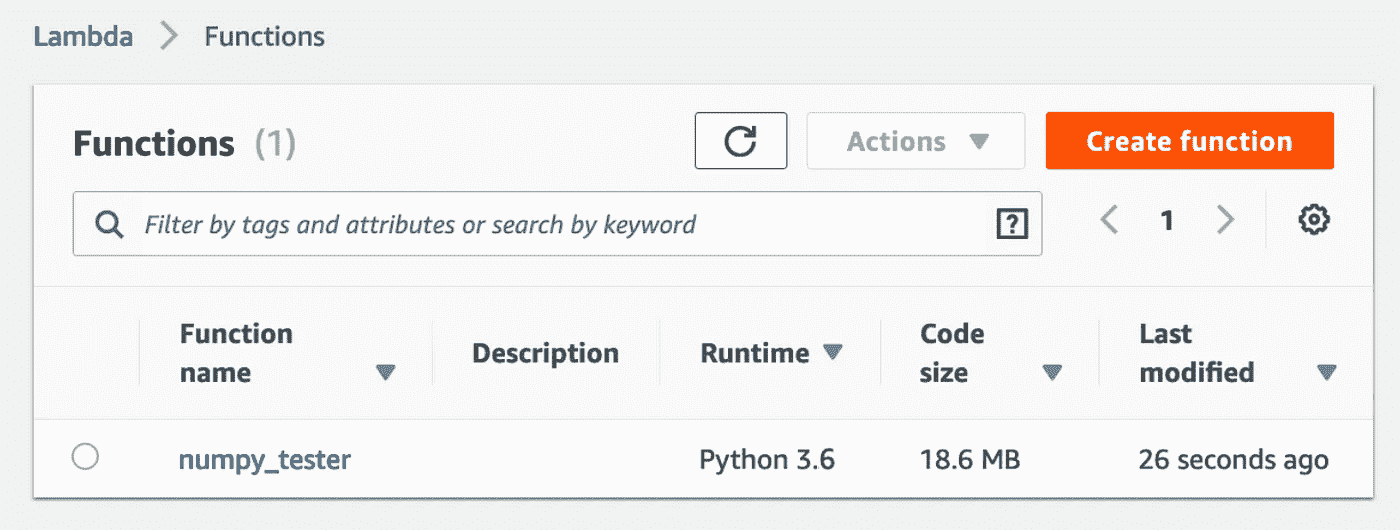 Lambda > Functions
Functions (1)
Actions
Create function
Filter by tags and attributes or search by keyword
?
1
Function name
Description
Runtime
Code size
Last modified
numpy_tester
Python 3.6
18.6 MB
26 seconds ago